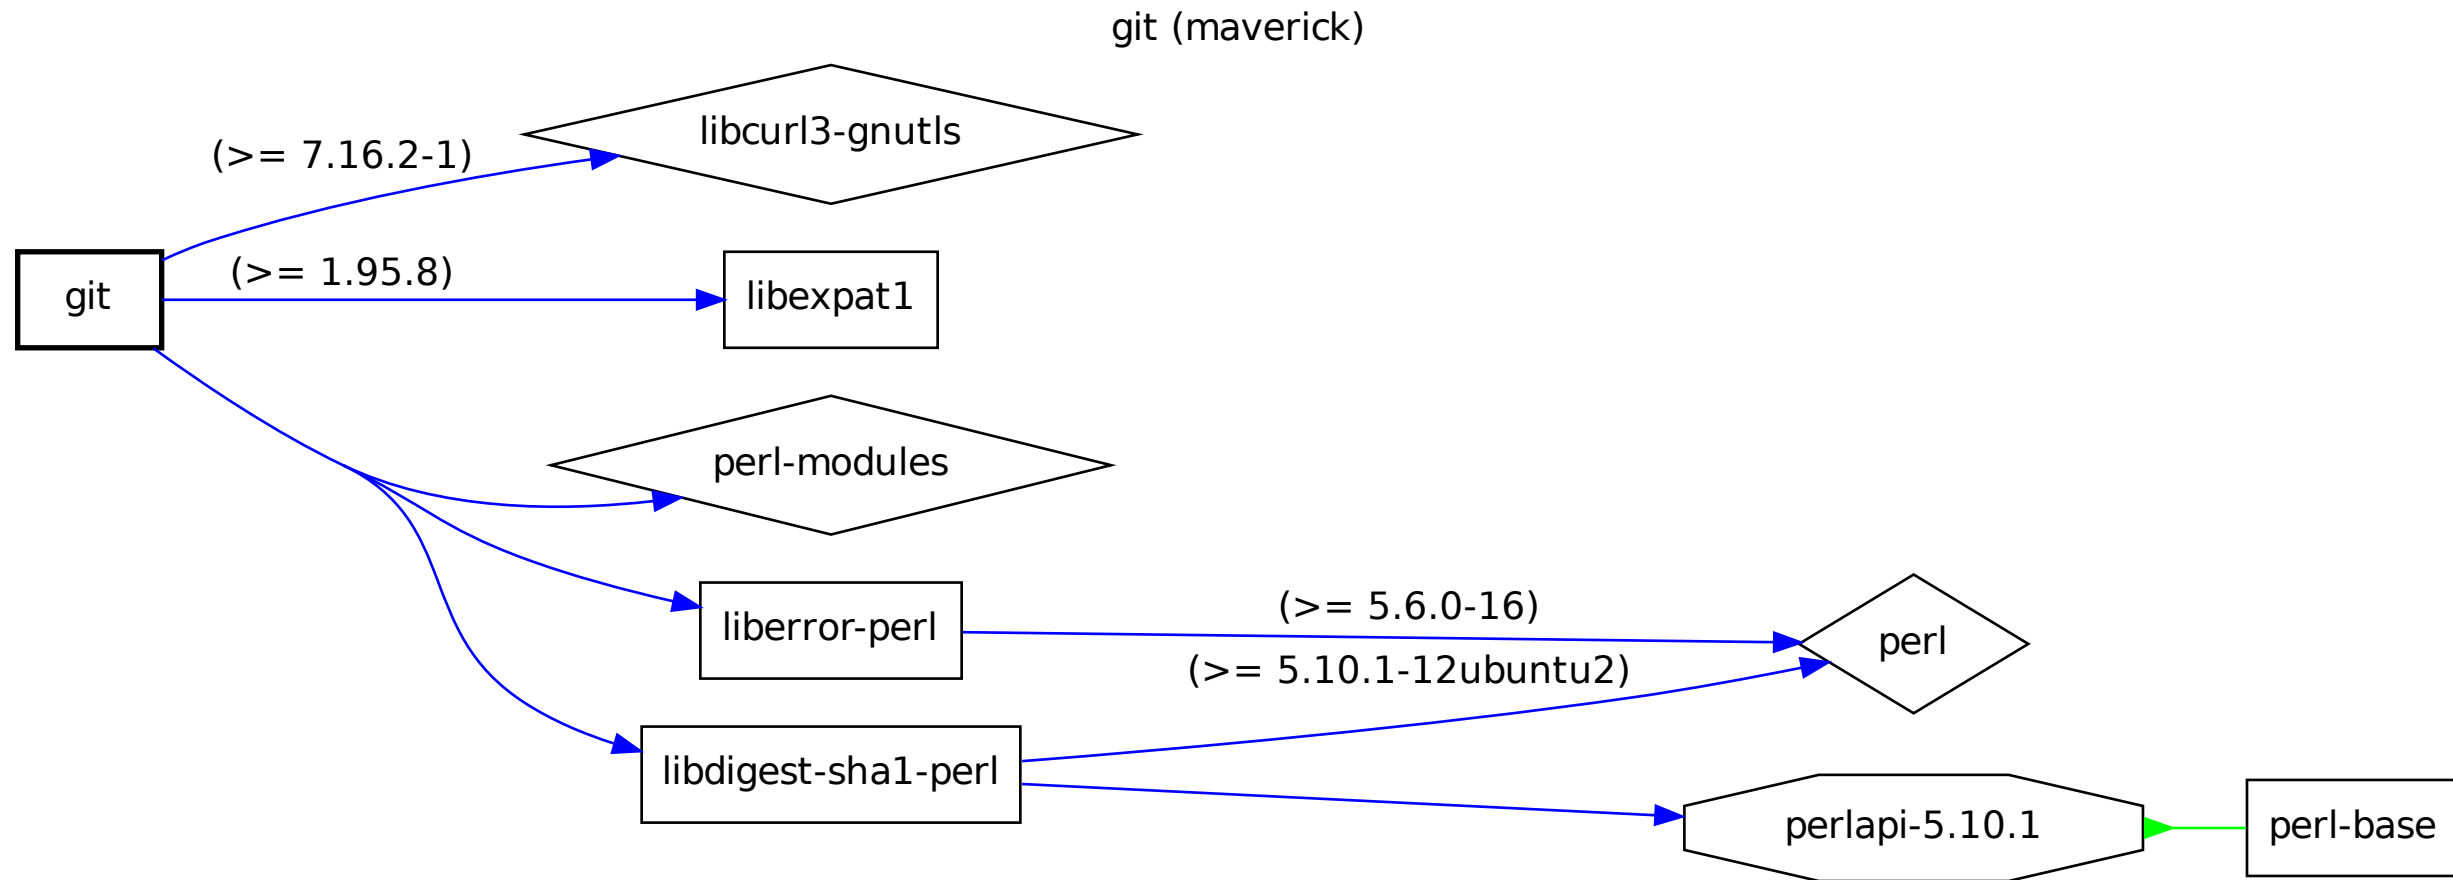 git (maverick)
libcurl3-gnutls
(>= 7.16.2-1)
(>= 1.95.8)
git
libexpat1
perl-modules
(>= 5.6.0-16)
liberror-perl
perl
(>= 5.10.1-12ubuntu2)
libdigest-sha1-perl
perlapi-5.10.1
perl-base